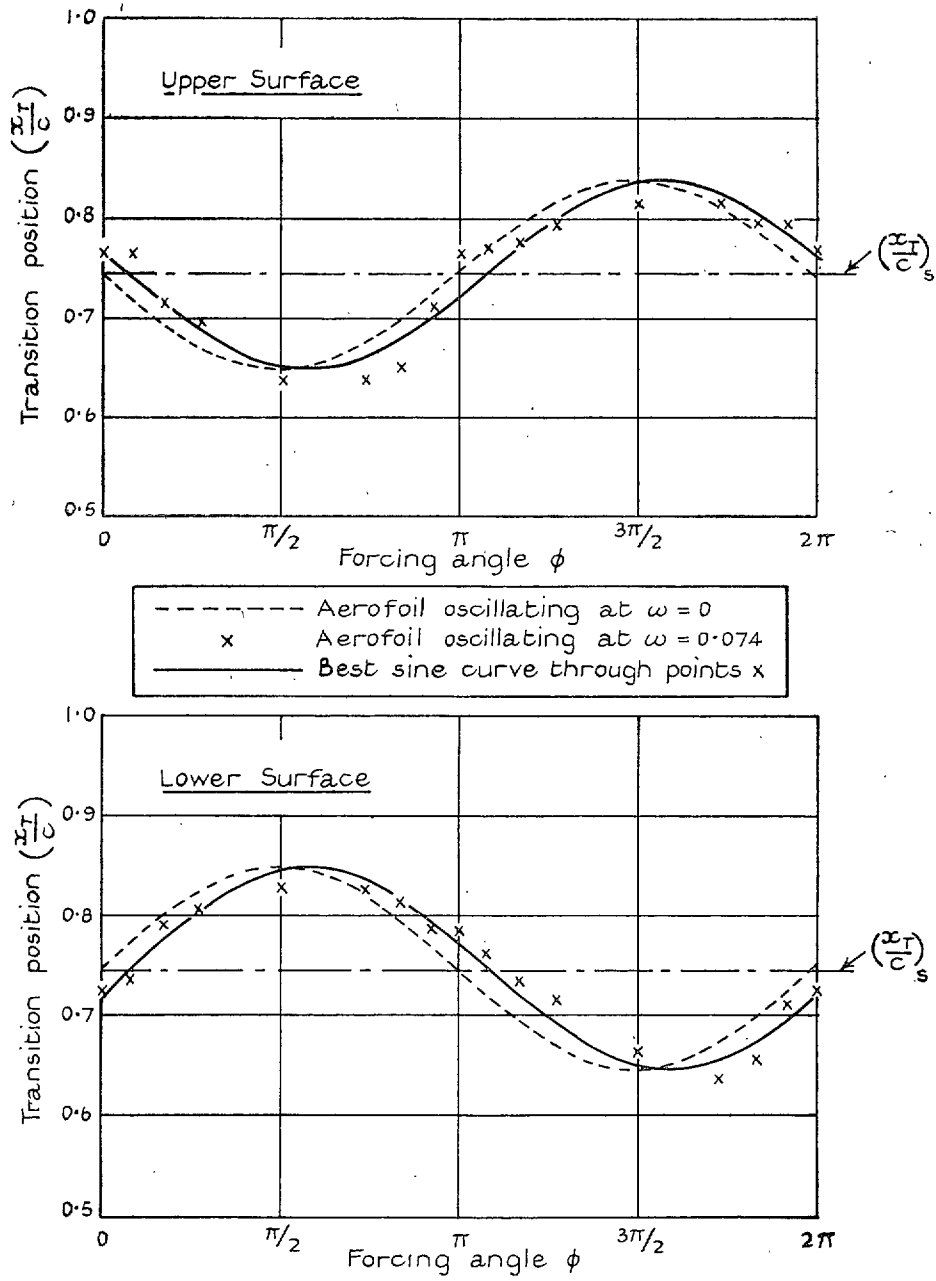 Upper Surface
Transition position (x_T/c)
1·0
0·9
0·8
0·7
0·6
0·5
(x_T/c)_s
0 π/2 π 3π/2 2π
Forcing angle ϕ
Aerofoil oscillating at ω = 0
x Aerofoil oscillating at ω = 0·074
Best sine curve through points x
Lower Surface
Transition position (x_T/c)
1·0
0·9
0·8
0·7
0·6
0·5
(x_T/c)_s
0 π/2 π 3π/2 2π
Forcing angle ϕ